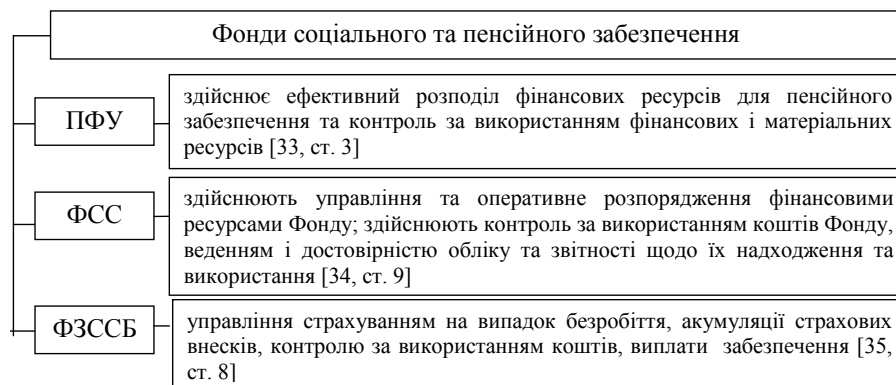 Фонди соціального та пенсійного забезпечення
ПФУ
здійснює ефективний розподіл фінансових ресурсів для пенсійного
забезпечення та контроль за використанням фінансових і матеріальних
ресурсів [33, ст. 3]
ФСС
здійснюють управління та оперативне розпорядження фінансовими
ресурсами Фонду; здійснюють контроль за використанням коштів Фонду,
веденням і достовірністю обліку та звітності щодо їх надходження та
використання [34, ст. 9]
ФЗССБ
управління страхуванням на випадок безробіття, акумуляції страхових
внесків, контролю за використанням коштів, виплати забезпечення [35,
ст. 8]